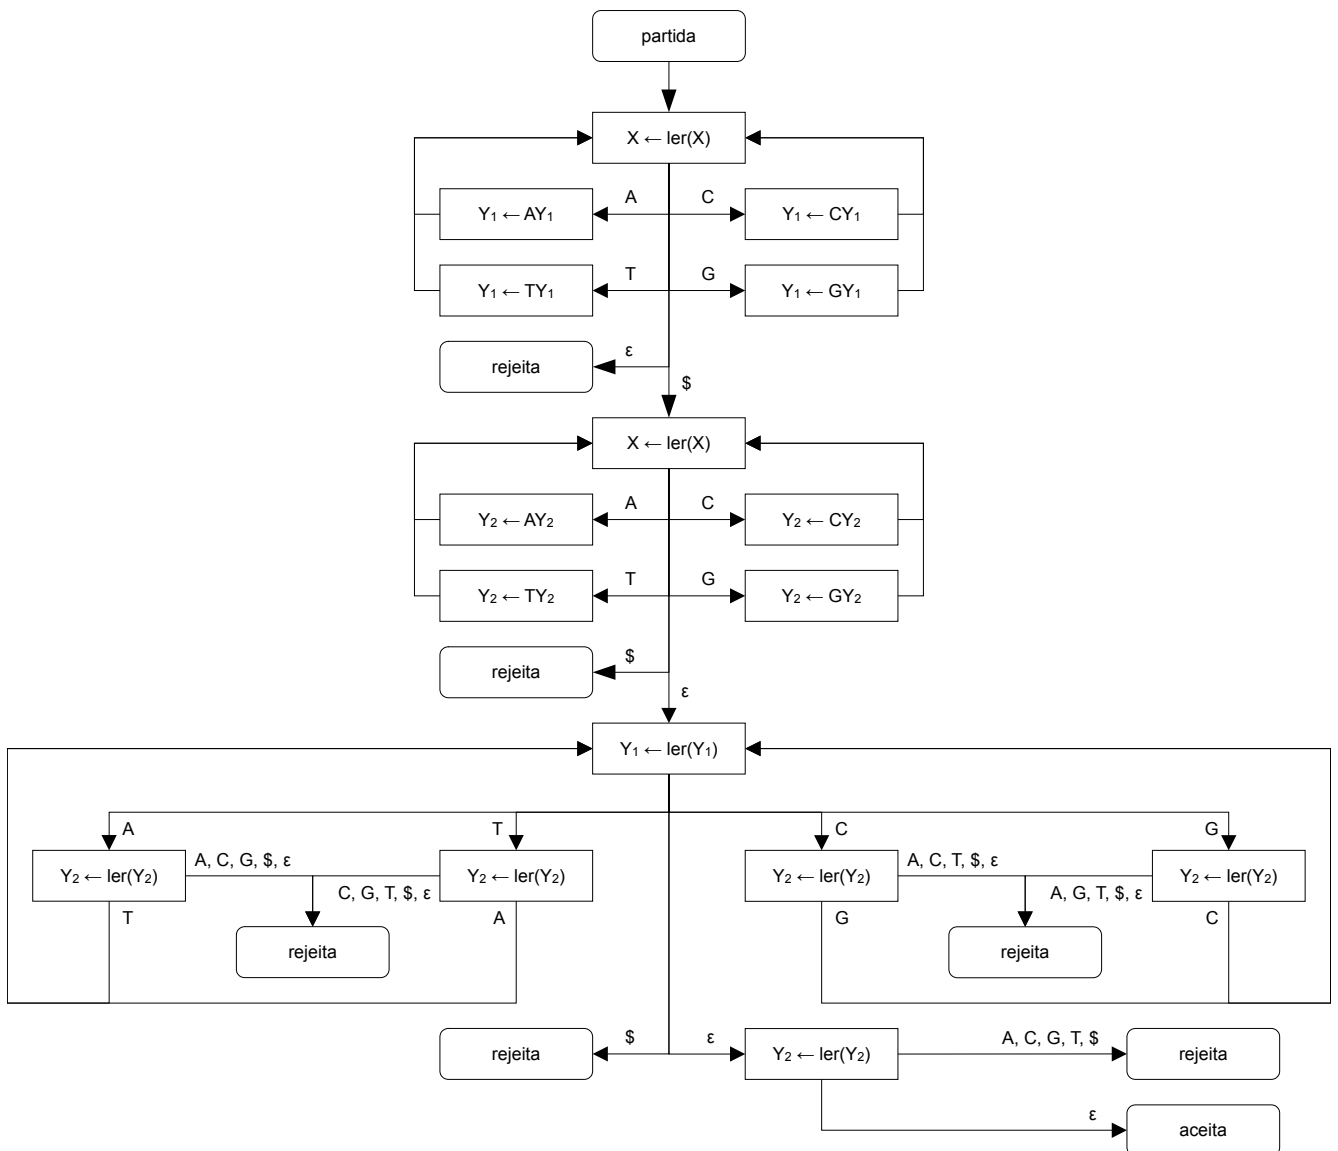 partida
X ← ler(X)
A C
Y₁ ← AY₁ Y₁ ← CY₁
T G
Y₁ ← TY₁ Y₁ ← GY₁
ε
rejeita
$
X ← ler(X)
A C
Y₂ ← AY₂ Y₂ ← CY₂
T G
Y₂ ← TY₂ Y₂ ← GY₂
$
rejeita
ε
Y₁ ← ler(Y₁)
A T C G
Y₂ ← ler(Y₂) A, C, G, $, ε C, G, T, $, ε Y₂ ← ler(Y₂) Y₂ ← ler(Y₂) A, C, T, $, ε A, G, T, $, ε Y₂ ← ler(Y₂)
T A G C
rejeita rejeita
$ ε A, C, G, T, $
rejeita Y₂ ← ler(Y₂) rejeita
ε
aceita